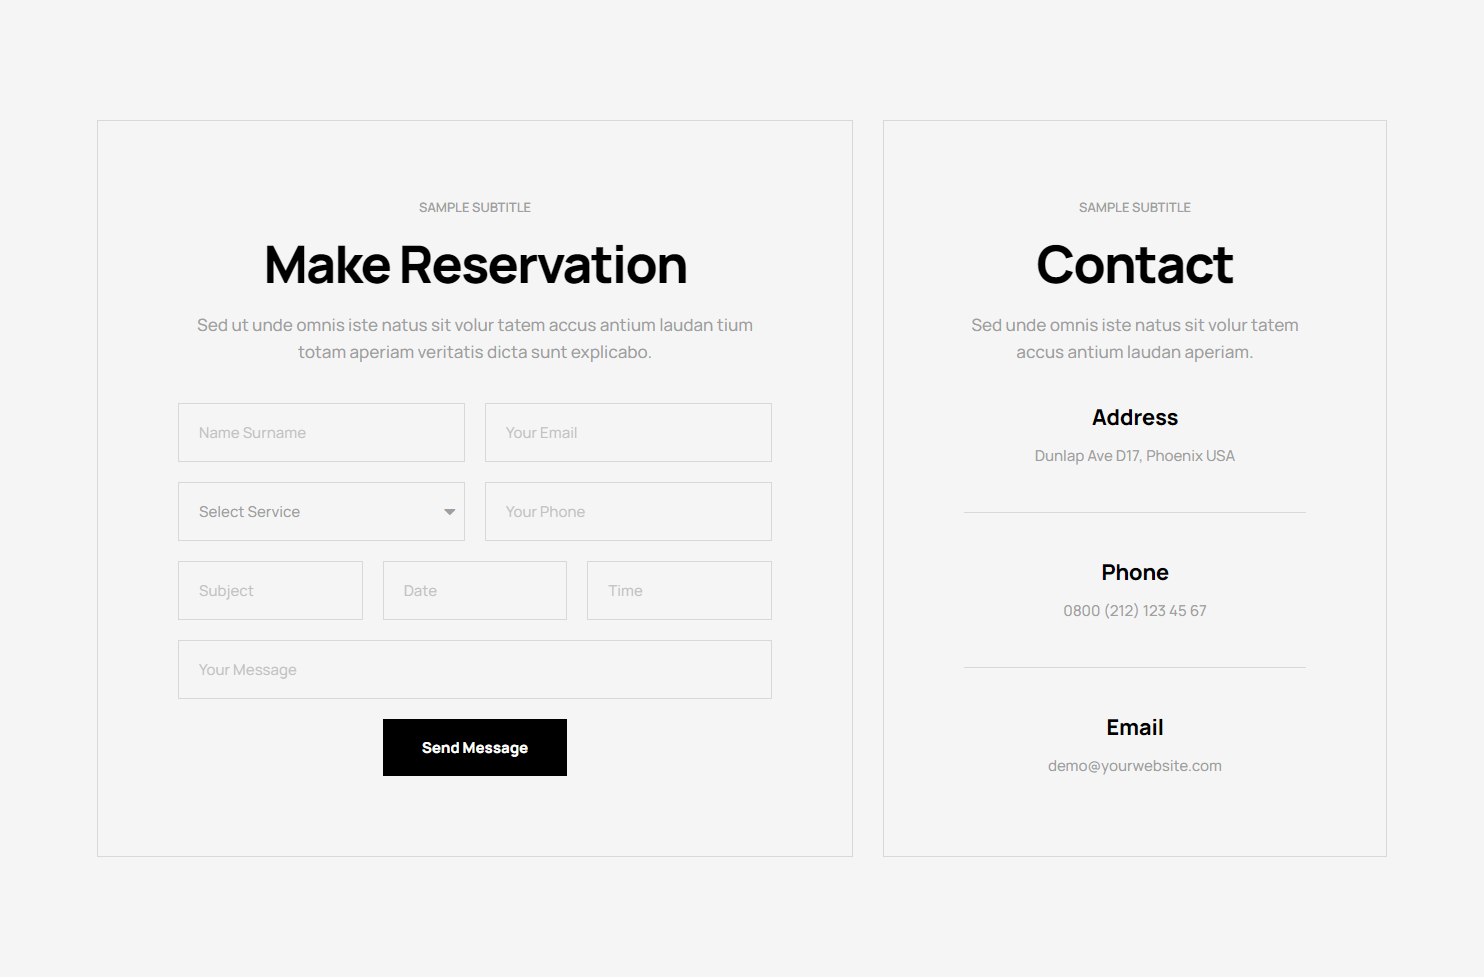 SAMPLE SUBTITLE
Make Reservation
Sed ut unde omnis iste natus sit volur tatem accus antium laudan tium
totam aperiam veritatis dicta sunt explicabo.
Name Surname
Your Email
Select Service
Your Phone
Subject
Date
Time
Your Message
Send Message
SAMPLE SUBTITLE
Contact
Sed unde omnis iste natus sit volur tatem
accus antium laudan aperiam.
Address
Dunlap Ave D17, Phoenix USA
Phone
0800 (212) 123 45 67
Email
demo@yourwebsite.com